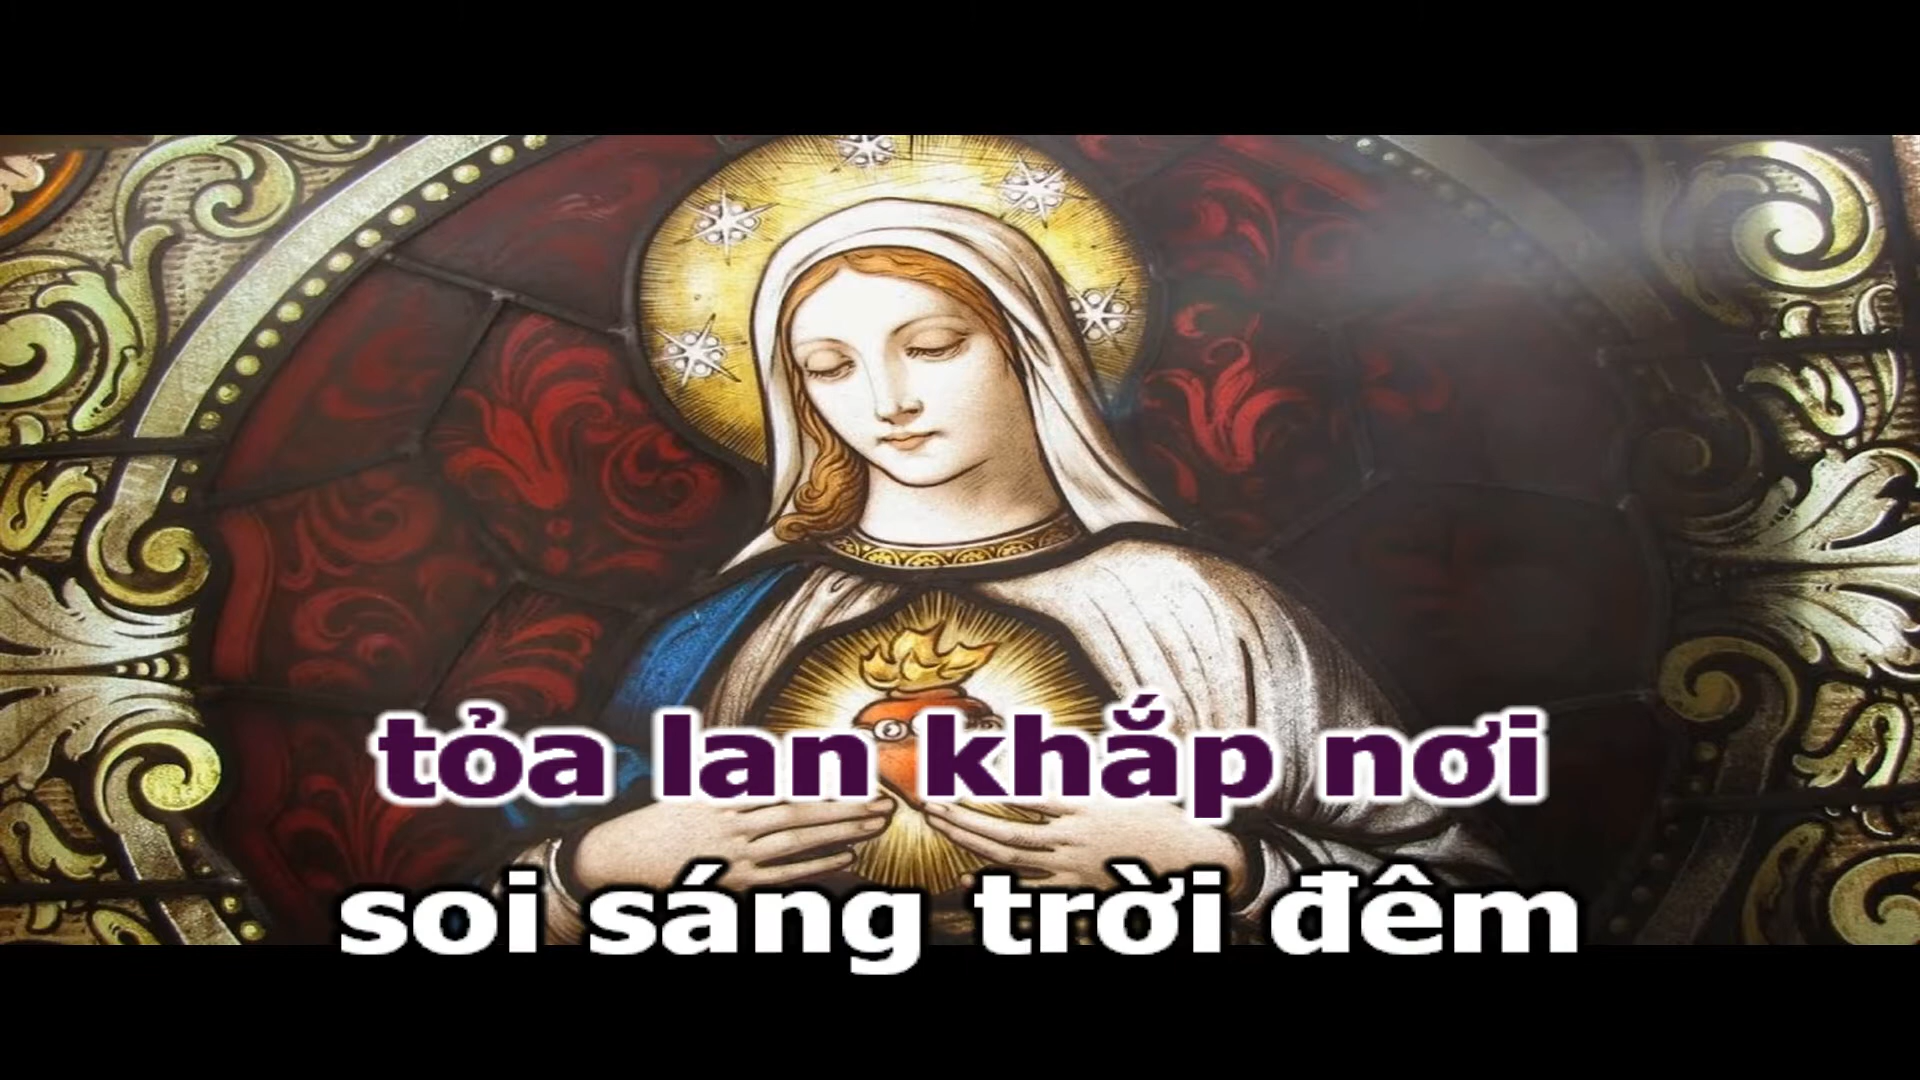 tỏa lan khắp nơi
soi sáng trời đêm